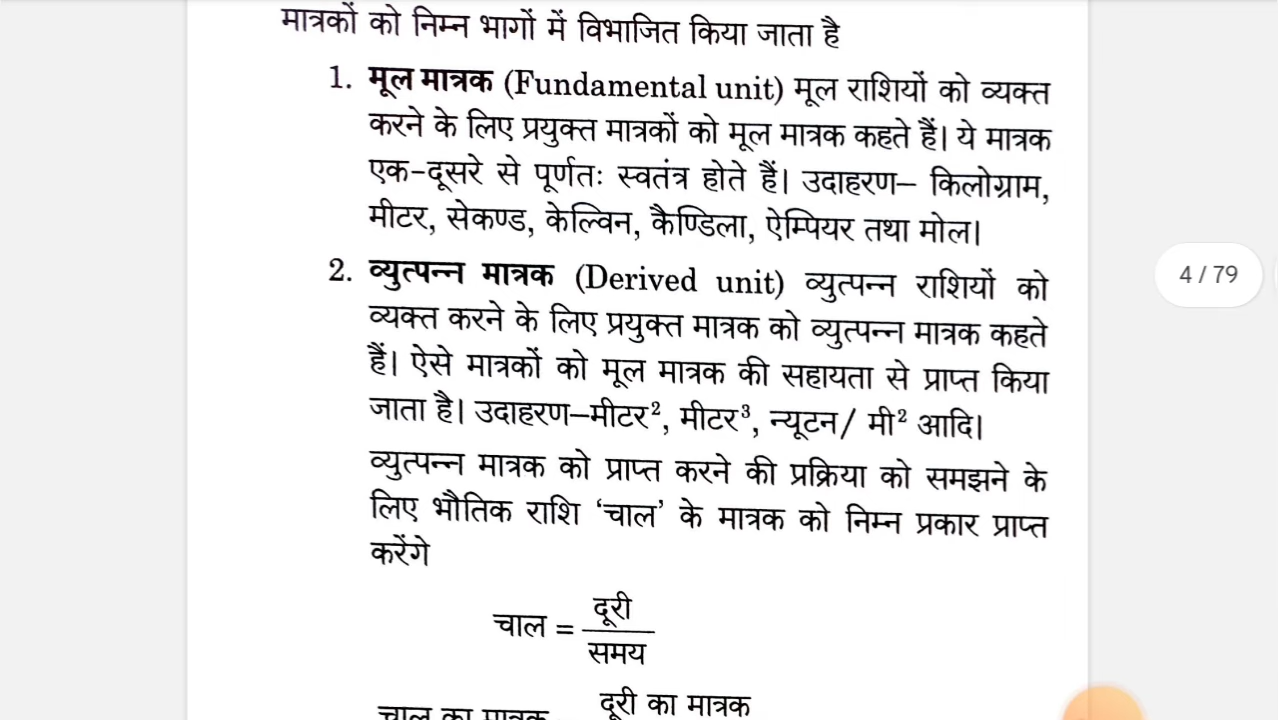 मात्रकों को निम्न भागों में विभाजित किया जाता है
1. मूल मात्रक (Fundamental unit) मूल राशियों को व्यक्त
करने के लिए प्रयुक्त मात्रकों को मूल मात्रक कहते हैं। ये मात्रक
एक-दूसरे से पूर्णतः स्वतंत्र होते हैं। उदाहरण– किलोग्राम,
मीटर, सेकण्ड, केल्विन, कैण्डिला, ऐम्पियर तथा मोल।
2. व्युत्पन्न मात्रक (Derived unit) व्युत्पन्न राशियों को
व्यक्त करने के लिए प्रयुक्त मात्रक को व्युत्पन्न मात्रक कहते
हैं। ऐसे मात्रकों को मूल मात्रक की सहायता से प्राप्त किया
जाता है। उदाहरण–मीटर², मीटर³, न्यूटन/ मी² आदि।
व्युत्पन्न मात्रक को प्राप्त करने की प्रक्रिया को समझने के
लिए भौतिक राशि ‘चाल’ के मात्रक को निम्न प्रकार प्राप्त
करेंगे
चाल = दूरी
समय
चाल का मात्रक = दूरी का मात्रक
4 / 79